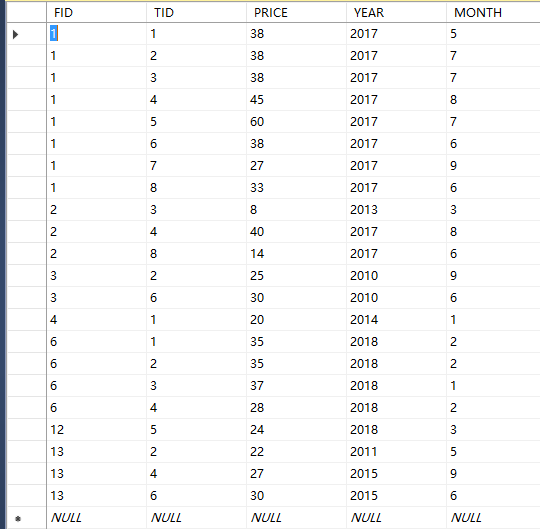 FID TID PRICE YEAR MONTH
1 1 38 2017 5
1 2 38 2017 7
1 3 38 2017 7
1 4 45 2017 8
1 5 60 2017 7
1 6 38 2017 6
1 7 27 2017 9
1 8 33 2017 6
2 3 8 2013 3
2 4 40 2017 8
2 8 14 2017 6
3 2 25 2010 9
3 6 30 2010 6
4 1 20 2014 1
6 1 35 2018 2
6 2 35 2018 2
6 3 37 2018 1
6 4 28 2018 2
12 5 24 2018 3
13 2 22 2011 5
13 4 27 2015 9
13 6 30 2015 6
NULL NULL NULL NULL NULL